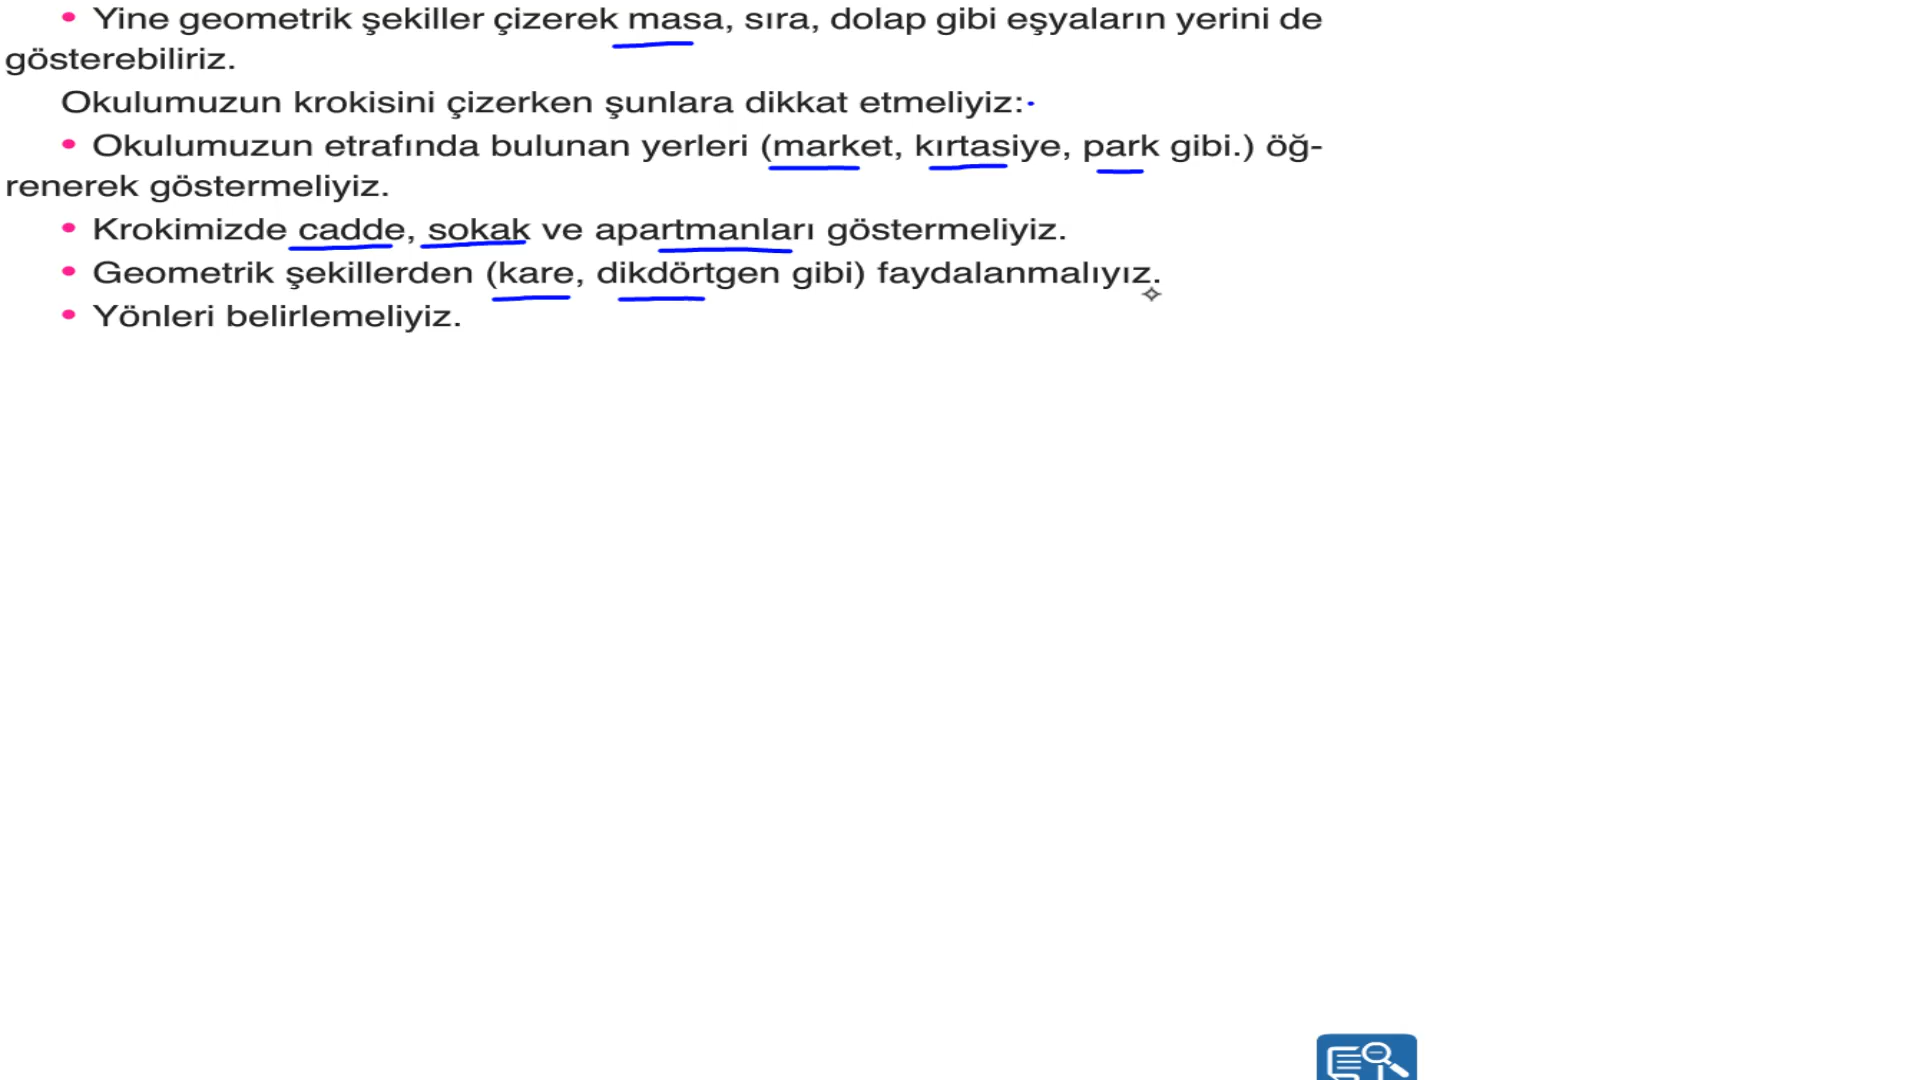 • Yine geometrik şekiller çizerek masa, sıra, dolap gibi eşyaların yerini de
gösterebiliriz.
Okulumuzun krokisini çizerken şunlara dikkat etmeliyiz:
• Okulumuzun etrafında bulunan yerleri (market, kırtasiye, park gibi.) öğ-
renerek göstermeliyiz.
• Krokimizde cadde, sokak ve apartmanları göstermeliyiz.
• Geometrik şekillerden (kare, dikdörtgen gibi) faydalanmalıyız.
• Yönleri belirlemeliyiz.